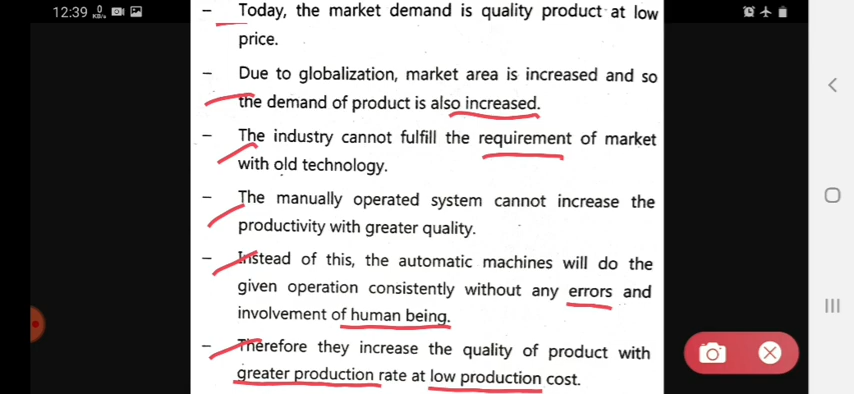 12:39 0 KB/s
– Today, the market demand is quality product at low
price.
– Due to globalization, market area is increased and so
the demand of product is also increased.
– The industry cannot fulfill the requirement of market
with old technology.
– The manually operated system cannot increase the
productivity with greater quality.
– Instead of this, the automatic machines will do the
given operation consistently without any errors and
involvement of human being.
– Therefore they increase the quality of product with
greater production rate at low production cost.